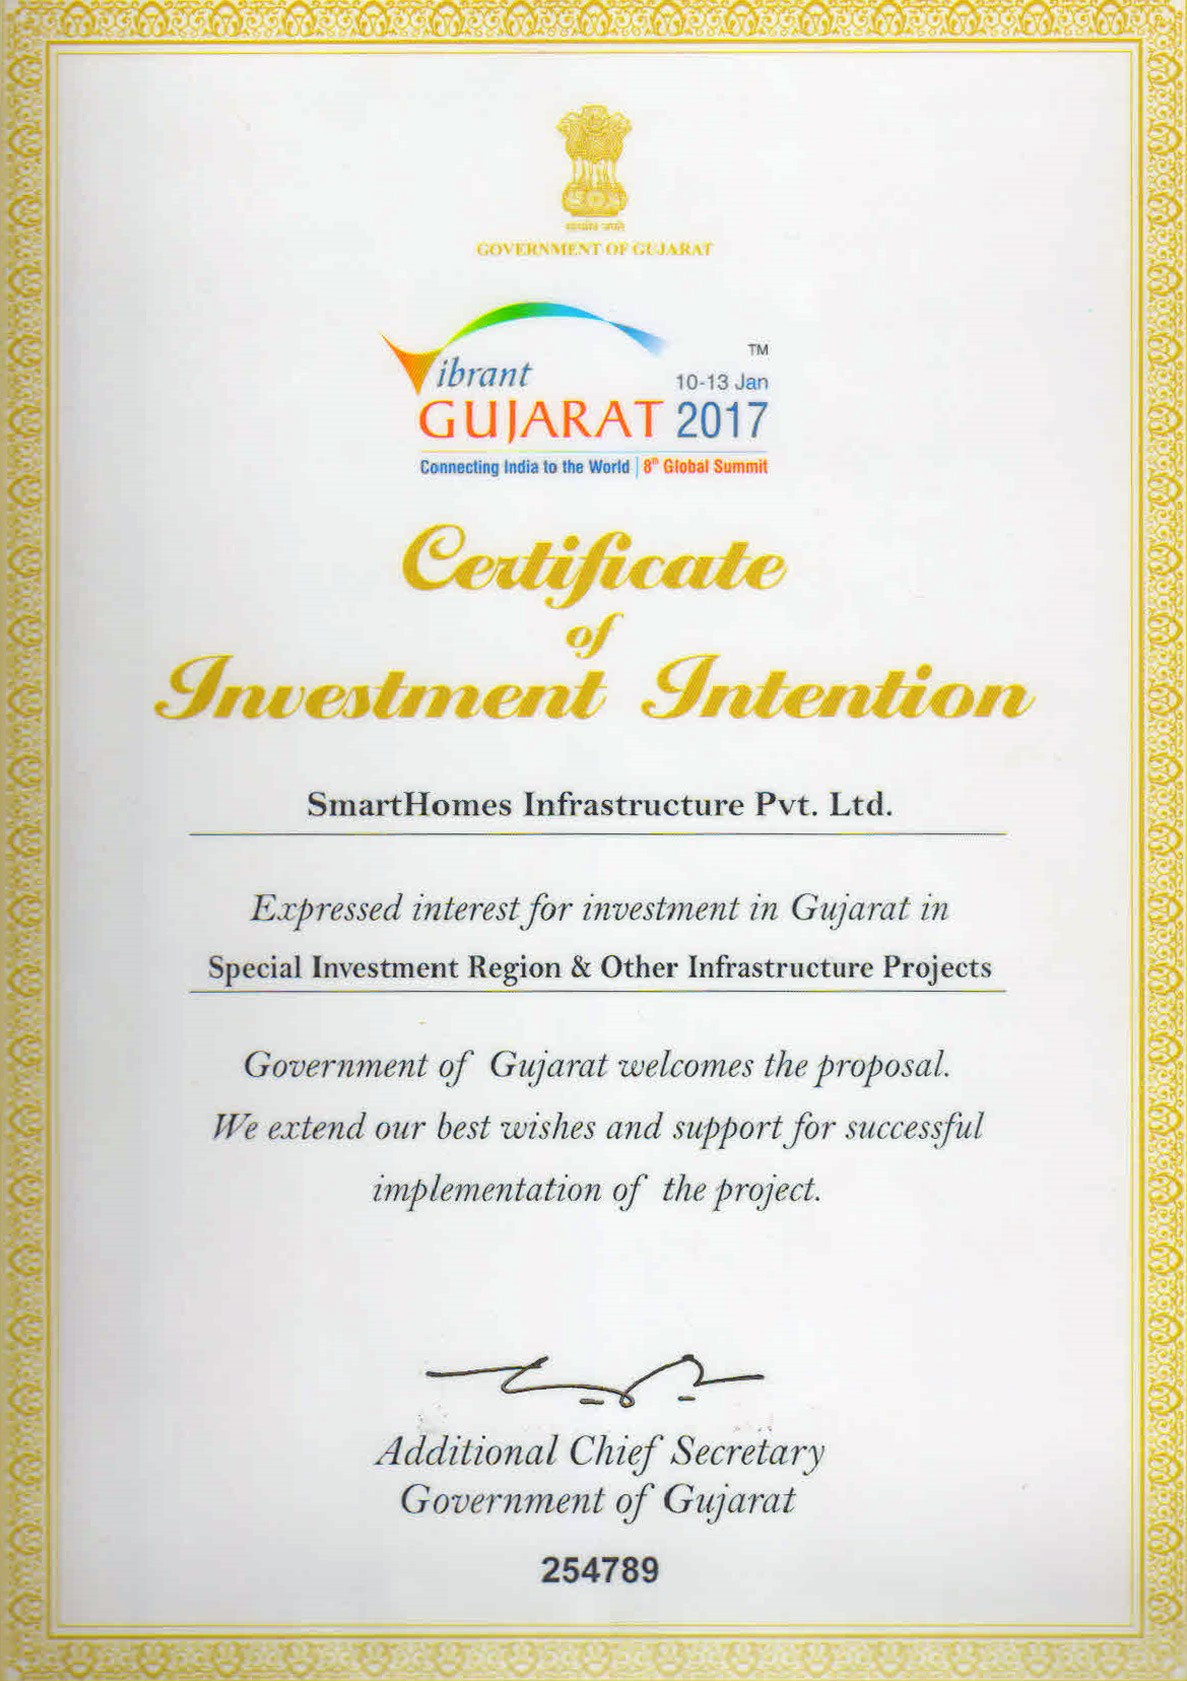 सत्यमेव जयते
GOVERNMENT OF GUJARAT
Vibrant
TM
10-13 Jan
GUJARAT 2017
Connecting India to the World | 8th Global Summit
Certificate
of
Investment Intention
SmartHomes Infrastructure Pvt. Ltd.
Expressed interest for investment in Gujarat in
Special Investment Region & Other Infrastructure Projects
Government of Gujarat welcomes the proposal.
We extend our best wishes and support for successful
implementation of the project.
Additional Chief Secretary
Government of Gujarat
254789